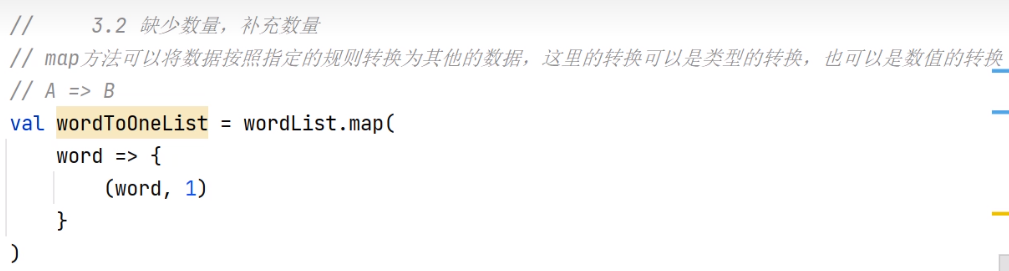 //     3.2 缺少数量，补充数量
// map方法可以将数据按照指定的规则转换为其他的数据，这里的转换可以是类型的转换，也可以是数值的转换
// A => B
val wordToOneList = wordList.map(
    word => {
        (word, 1)
    }
)